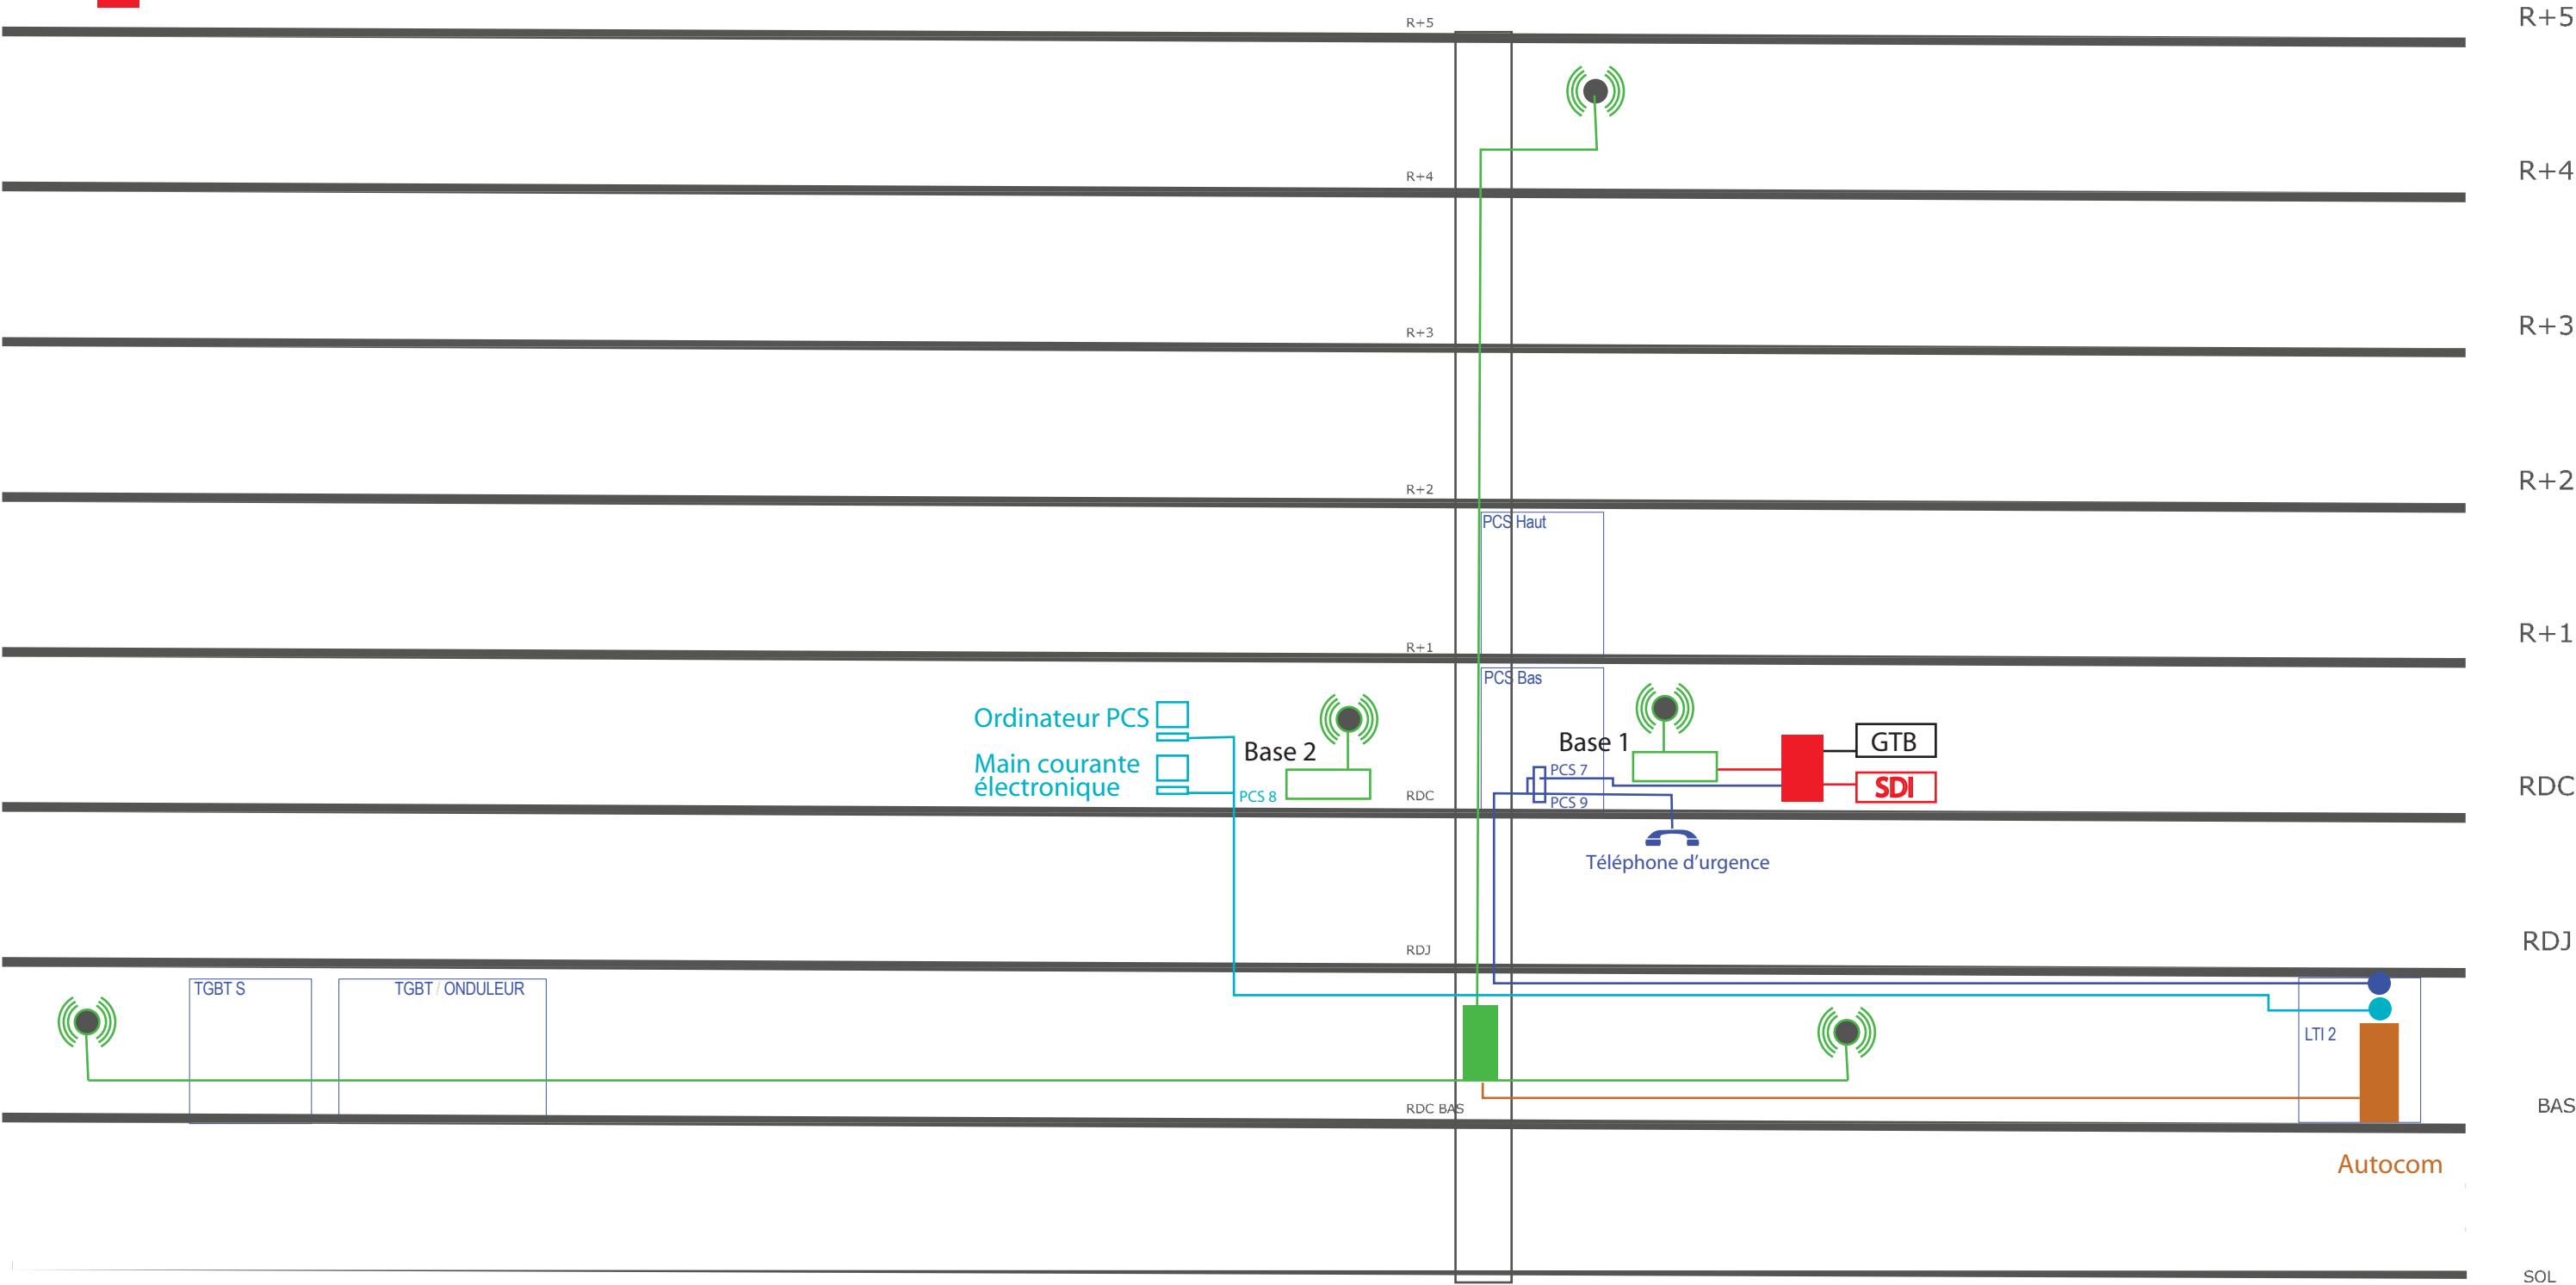 R+5
R+5
R+4
R+4
R+3
R+3
R+2
R+2
PCS Haut
R+1
R+1
PCS Bas
Ordinateur PCS
Base 2
Base 1
GTB
Main courante
électronique
PCS 8
PCS 7
SDI
RDC
PCS 9
RDC
Téléphone d'urgence
RDJ
RDJ
TGBT S
TGBT / ONDULEUR
LTI 2
RDC BAS
BAS
Autocom
SOL